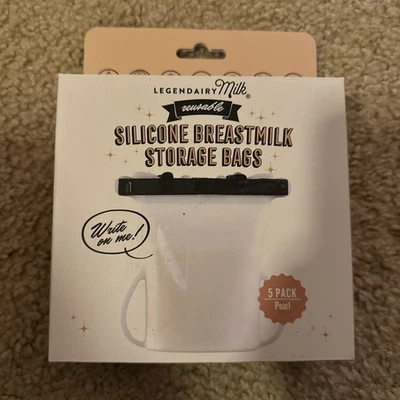 LEGENDAIRY Milk®
reusable
SILICONE BREASTMILK
STORAGE BAGS
Write
on me!
5 PACK
Pearl